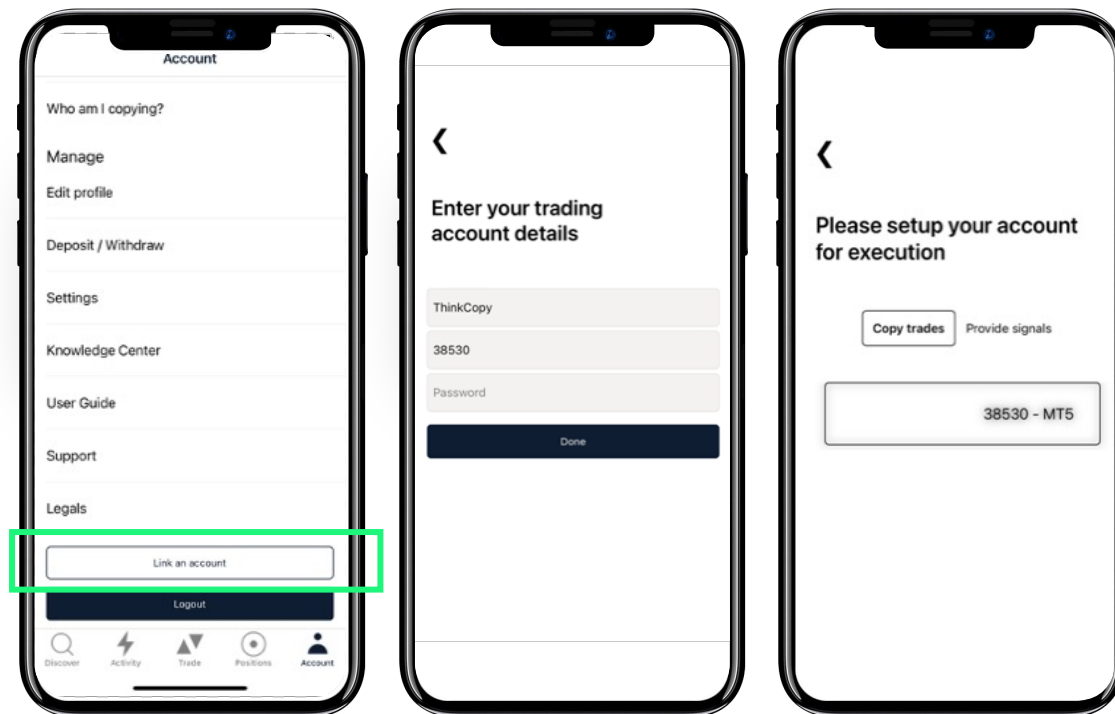 Account
Who am I copying?
Manage
Edit profile
Deposit / Withdraw
Settings
Knowledge Center
User Guide
Support
Legals
Link an account
Logout
Discover
Activity
Trade
Positions
Account
Enter your trading
account details
ThinkCopy
38530
Password
Done
Please setup your account
for execution
Copy trades
Provide signals
38530 - MT5